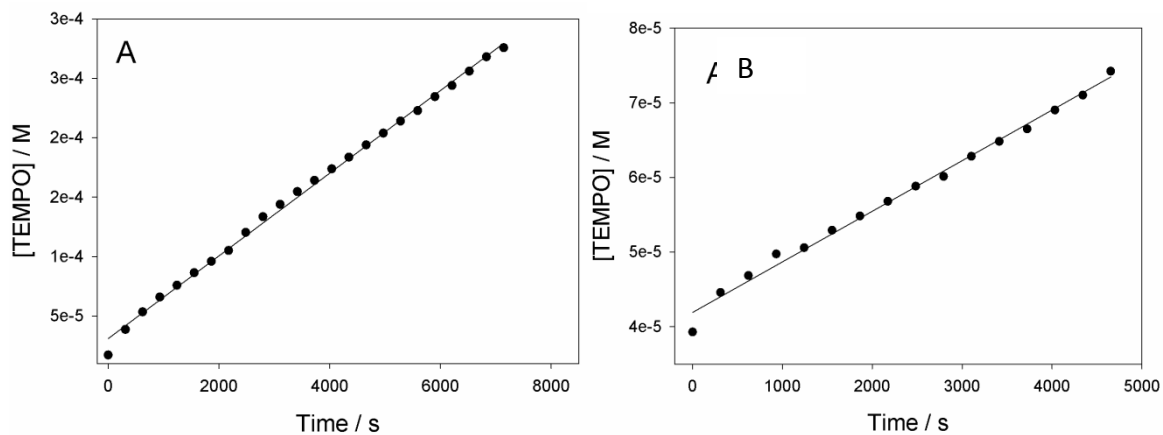 A
3e-4
3e-4
2e-4
2e-4
1e-4
5e-5
[TEMPO] / M
0 2000 4000 6000 8000
Time / s
B
8e-5
7e-5
6e-5
5e-5
4e-5
[TEMPO] / M
0 1000 2000 3000 4000 5000
Time / s